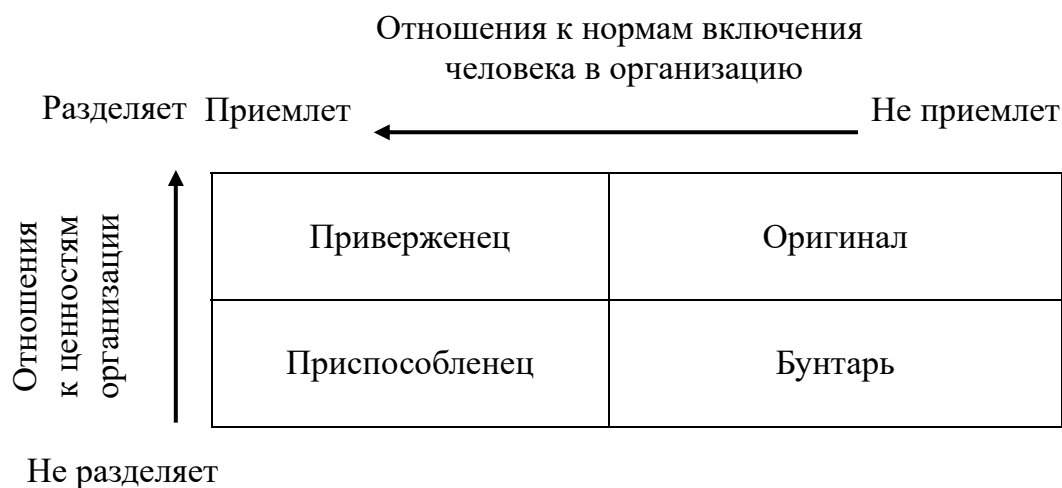 Отношения к нормам включения
человека в организацию
Разделяет Приемлет Не приемлет
Отношения
к ценностям
организации
Приверженец Оригинал
Приспособленец Бунтарь
Не разделяет